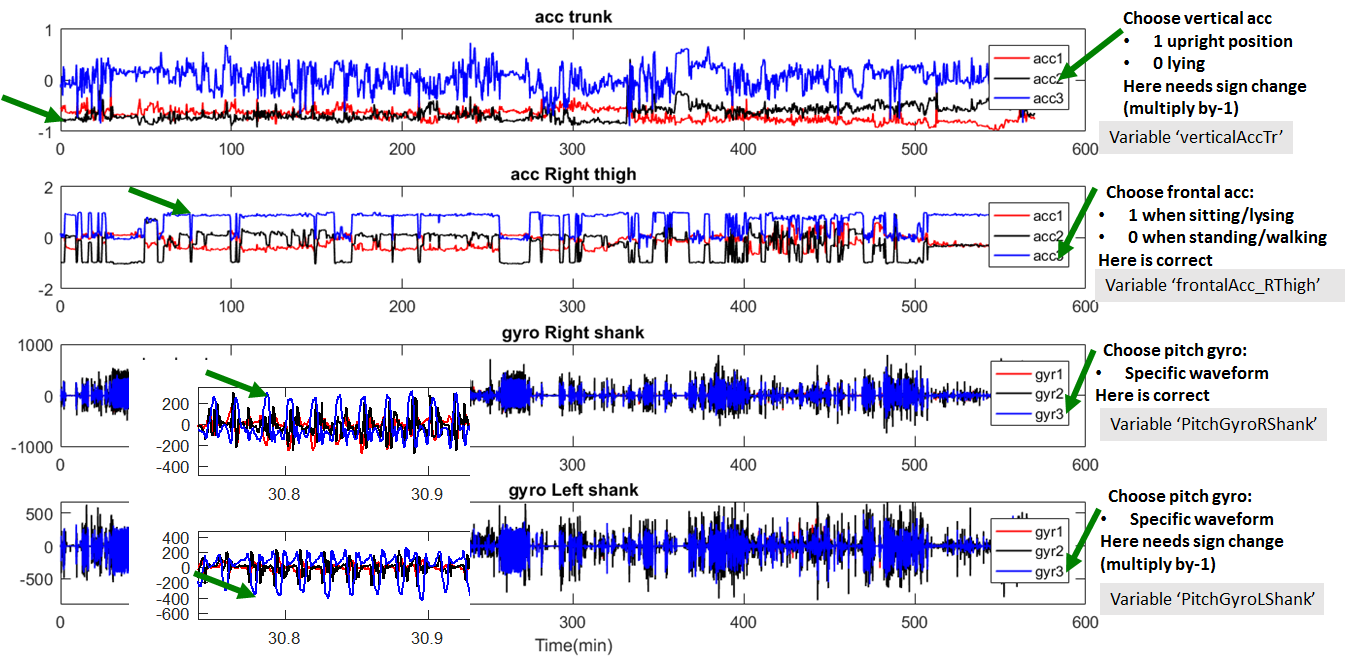 acc trunk
1
0
-1
0
100
200
300
400
500
600
acc1
acc2
acc3
Choose vertical acc
• 1 upright position
• 0 lying
Here needs sign change
(multiply by-1)
Variable ‘verticalAccTr’
acc Right thigh
2
0
-2
0
100
200
300
400
500
600
acc1
acc2
acc3
Choose frontal acc:
• 1 when sitting/lysing
• 0 when standing/walking
Here is correct
Variable ‘frontalAcc_RThigh’
gyro Right shank
1000
0
-1000
0
300
400
500
600
gyr1
gyr2
gyr3
200
0
-200
-400
30.8
30.9
Choose pitch gyro:
• Specific waveform
Here is correct
Variable ‘PitchGyroRShank’
gyro Left shank
500
0
-500
0
300
400
500
600
gyr1
gyr2
gyr3
400
200
0
-200
-400
-600
30.8
30.9
Time(min)
Choose pitch gyro:
• Specific waveform
Here needs sign change
(multiply by-1)
Variable ‘PitchGyroLShank’